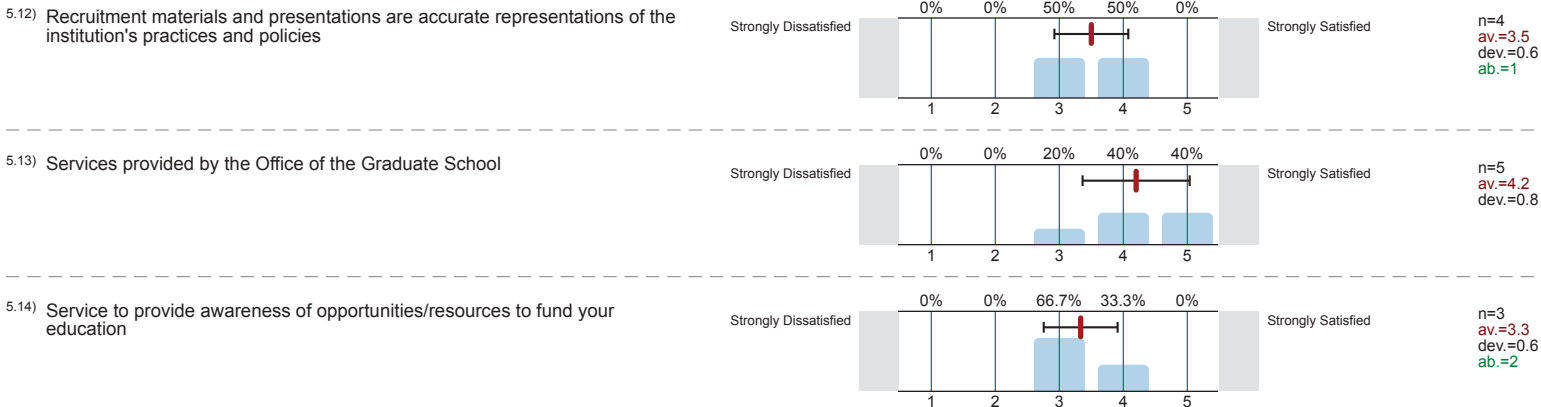 5.12) Recruitment materials and presentations are accurate representations of the
institution's practices and policies
0% 0% 50% 50% 0%
Strongly Dissatisfied
Strongly Satisfied
1 2 3 4 5
n=4
av.=3.5
dev.=0.6
ab.=1
5.13) Services provided by the Office of the Graduate School
0% 0% 20% 40% 40%
Strongly Dissatisfied
Strongly Satisfied
1 2 3 4 5
n=5
av.=4.2
dev.=0.8
5.14) Service to provide awareness of opportunities/resources to fund your
education
0% 0% 66.7% 33.3% 0%
Strongly Dissatisfied
Strongly Satisfied
1 2 3 4 5
n=3
av.=3.3
dev.=0.6
ab.=2